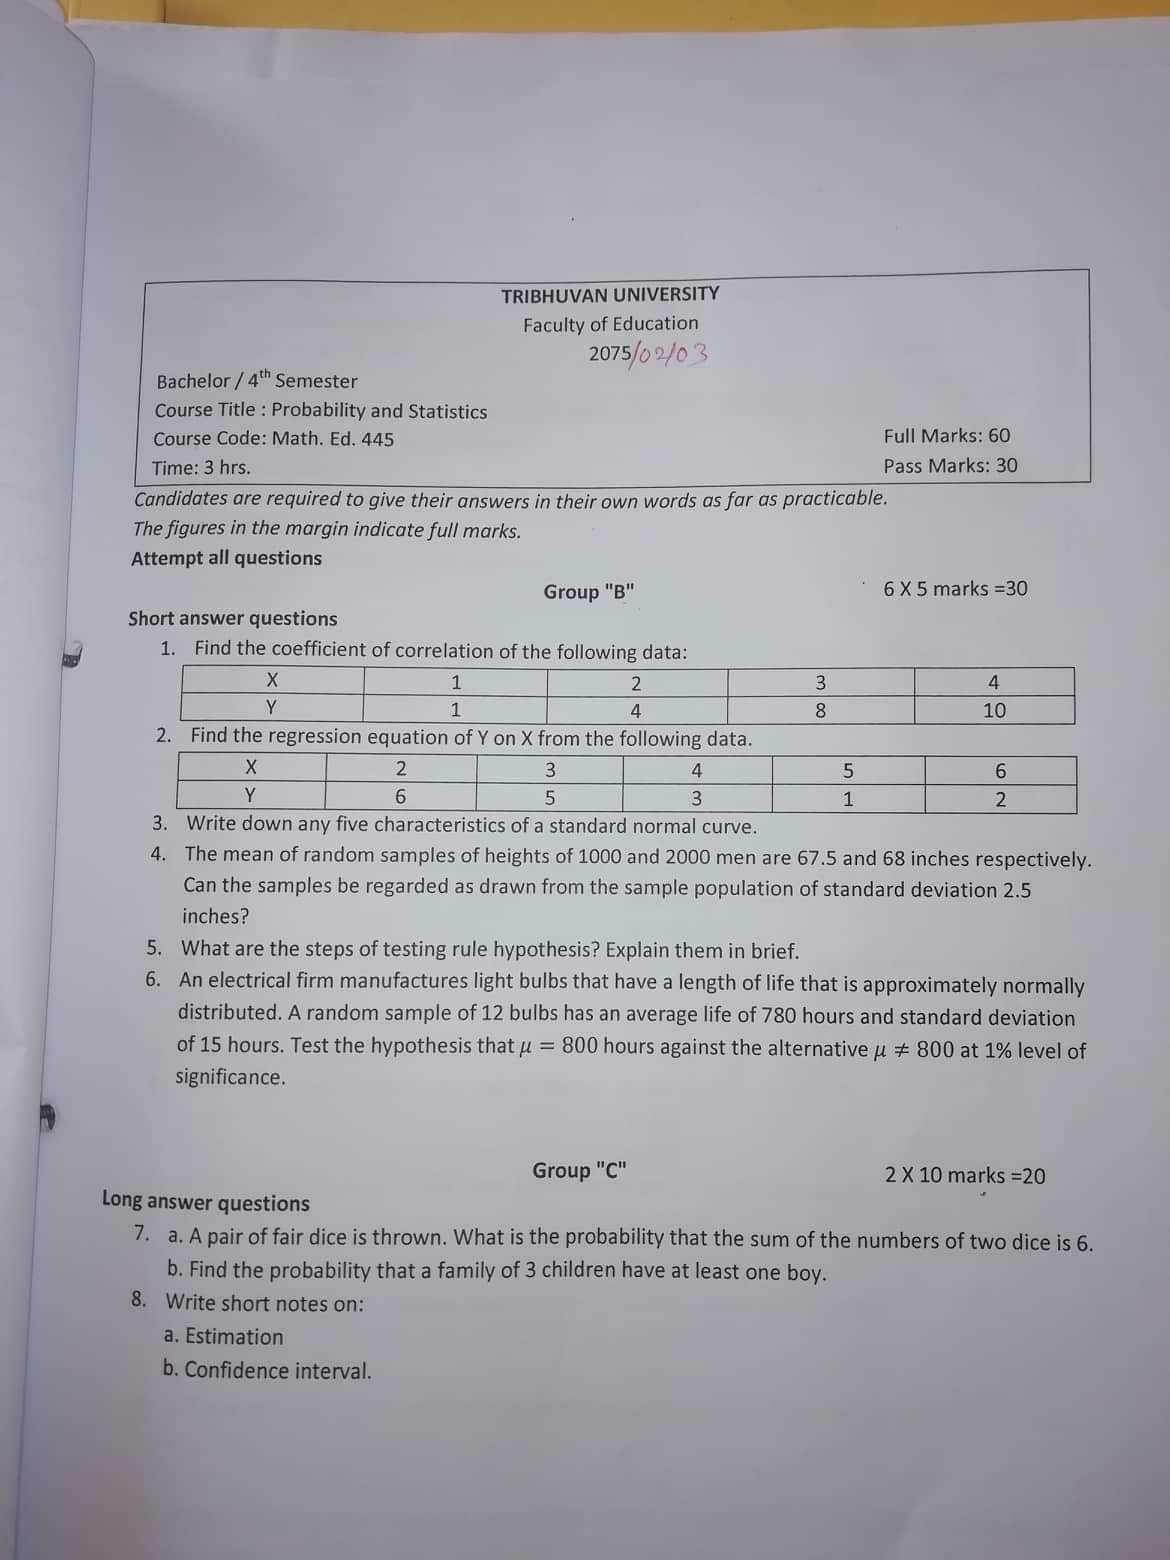 TRIBHUVAN UNIVERSITY
Faculty of Education
2075/02/03
Bachelor / 4th Semester
Course Title : Probability and Statistics
Course Code: Math. Ed. 445
Full Marks: 60
Time: 3 hrs.
Pass Marks: 30
Candidates are required to give their answers in their own words as far as practicable.
The figures in the margin indicate full marks.
Attempt all questions
Group "B"
6 X 5 marks =30
Short answer questions
1. Find the coefficient of correlation of the following data:
X 1 2 3 4
Y 1 4 8 10
2. Find the regression equation of Y on X from the following data.
X 2 3 4 5 6
Y 6 5 3 1 2
3. Write down any five characteristics of a standard normal curve.
4. The mean of random samples of heights of 1000 and 2000 men are 67.5 and 68 inches respectively.
Can the samples be regarded as drawn from the sample population of standard deviation 2.5
inches?
5. What are the steps of testing rule hypothesis? Explain them in brief.
6. An electrical firm manufactures light bulbs that have a length of life that is approximately normally
distributed. A random sample of 12 bulbs has an average life of 780 hours and standard deviation
of 15 hours. Test the hypothesis that μ = 800 hours against the alternative μ ≠ 800 at 1% level of
significance.
Group "C"
2 X 10 marks =20
Long answer questions
7. a. A pair of fair dice is thrown. What is the probability that the sum of the numbers of two dice is 6.
b. Find the probability that a family of 3 children have at least one boy.
8. Write short notes on:
a. Estimation
b. Confidence interval.